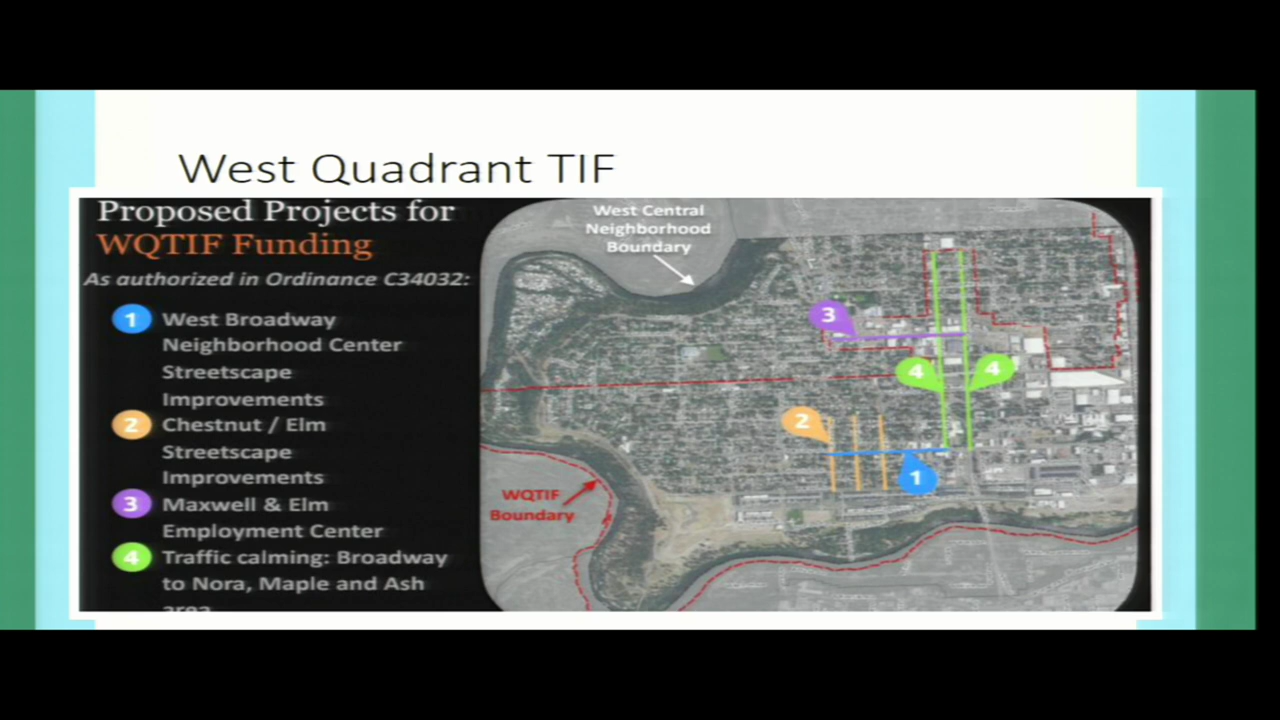 West Quadrant TIF
Proposed Projects for
WQTIF Funding
As authorized in Ordinance C34032:
1 West Broadway
Neighborhood Center
Streetscape
Improvements
2 Chestnut / Elm
Streetscape
Improvements
3 Maxwell & Elm
Employment Center
4 Traffic calming: Broadway
to Nora, Maple and Ash
area
West Central
Neighborhood
Boundary
3
4
4
2
1
WQTIF
Boundary